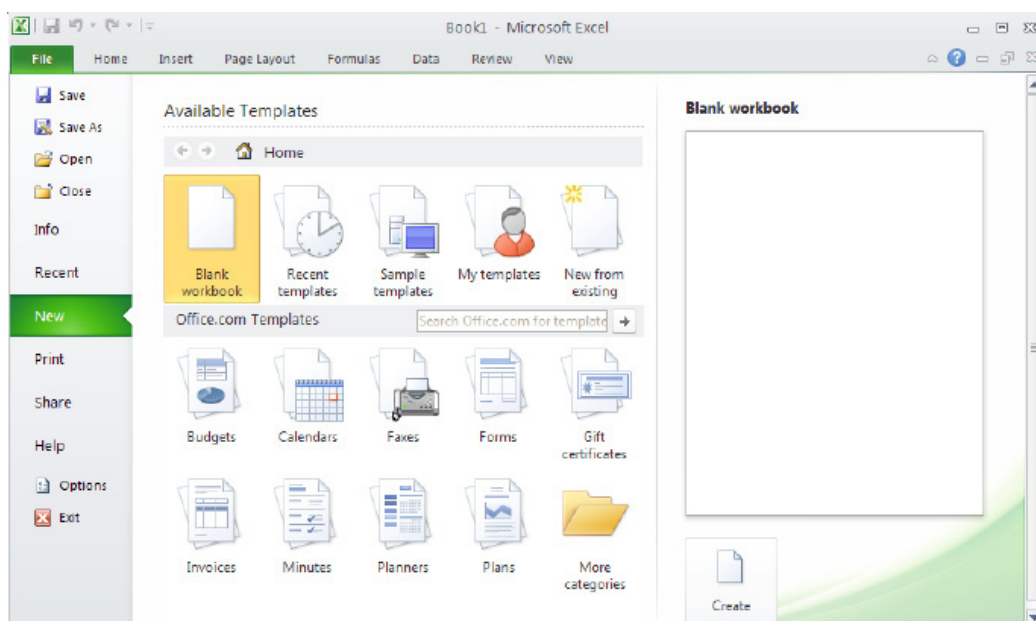 Book1 - Microsoft Excel
File Home Insert Page Layout Formulas Data Review View
Save
Save As
Open
Close
Info
Recent
New
Print
Share
Help
Options
Exit
Available Templates
Home
Blank workbook
Recent templates
Sample templates
My templates
New from existing
Office.com Templates
Search Office.com for template
Budgets
Calendars
Faxes
Forms
Gift certificates
Invoices
Minutes
Planners
Plans
More categories
Blank workbook
Create